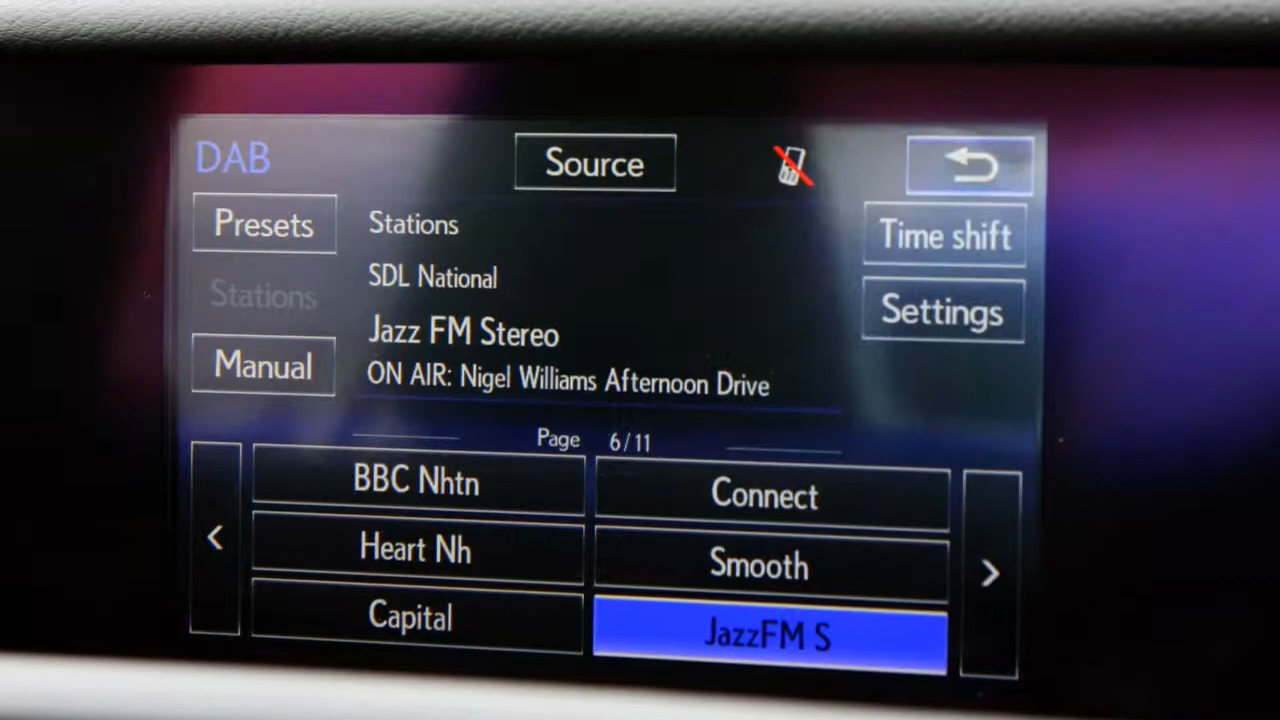 DAB
Source
Presets
Stations
Time shift
SDL National
Stations
Settings
Jazz FM Stereo
Manual
ON AIR: Nigel Williams Afternoon Drive
Page 6/11
BBC Nhtn
Connect
<
Heart Nh
Smooth
>
Capital
JazzFM S